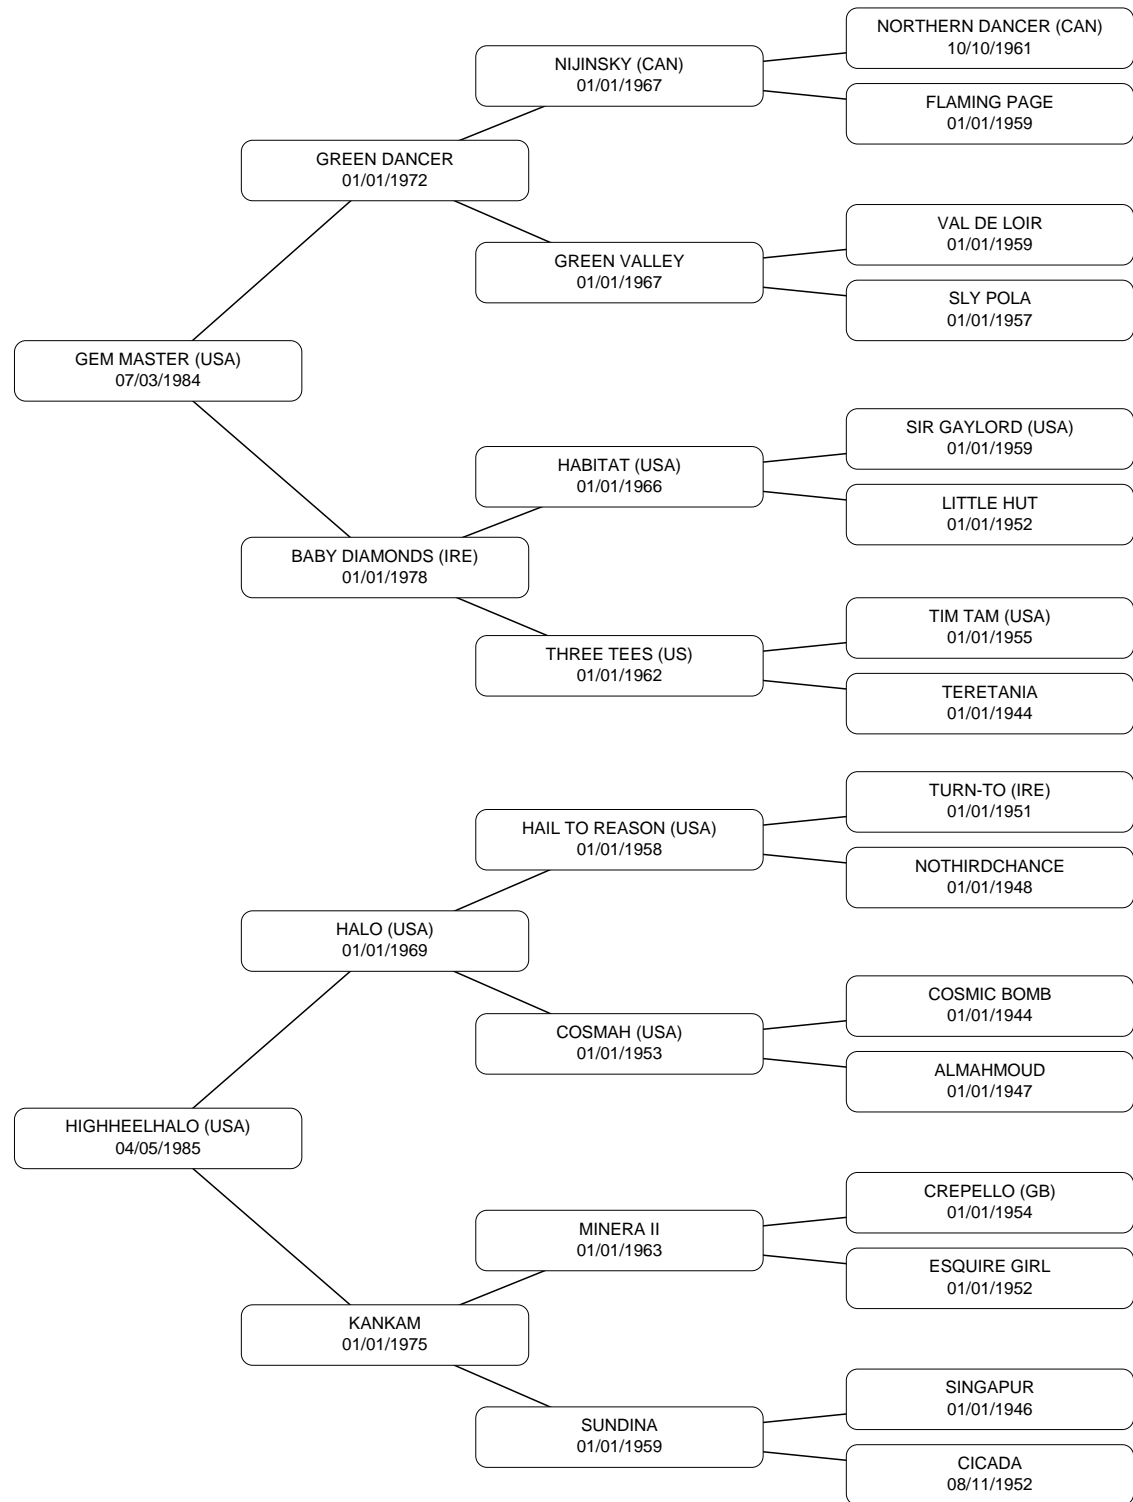 NORTHERN DANCER (CAN)
10/10/1961
NIJINSKY (CAN)
01/01/1967
FLAMING PAGE
01/01/1959
GREEN DANCER
01/01/1972
VAL DE LOIR
01/01/1959
GREEN VALLEY
01/01/1967
SLY POLA
01/01/1957
GEM MASTER (USA)
07/03/1984
SIR GAYLORD (USA)
01/01/1959
HABITAT (USA)
01/01/1966
LITTLE HUT
01/01/1952
BABY DIAMONDS (IRE)
01/01/1978
TIM TAM (USA)
01/01/1955
THREE TEES (US)
01/01/1962
TERETANIA
01/01/1944
TURN-TO (IRE)
01/01/1951
HAIL TO REASON (USA)
01/01/1958
NOTHIRDCHANCE
01/01/1948
HALO (USA)
01/01/1969
COSMIC BOMB
01/01/1944
COSMAH (USA)
01/01/1953
ALMAHMOUD
01/01/1947
HIGHHEELHALO (USA)
04/05/1985
CREPELLO (GB)
01/01/1954
MINERA II
01/01/1963
ESQUIRE GIRL
01/01/1952
KANKAM
01/01/1975
SINGAPUR
01/01/1946
SUNDINA
01/01/1959
CICADA
08/11/1952